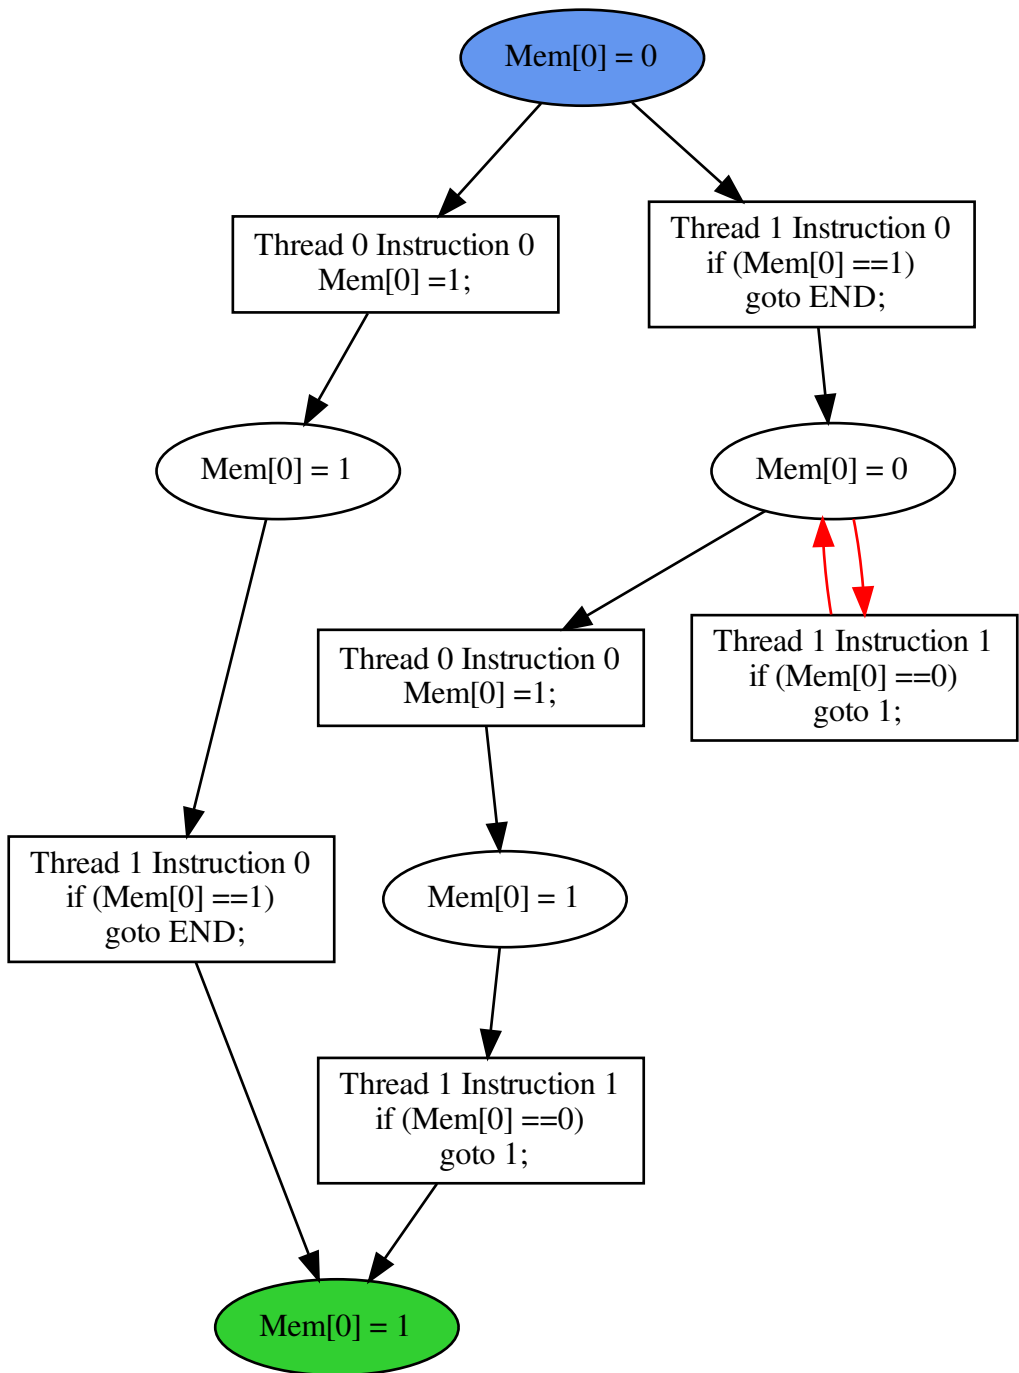 Mem[0] = 0
Thread 0 Instruction 0
Mem[0] =1;
Thread 1 Instruction 0
if (Mem[0] ==1)
goto END;
Mem[0] = 1
Mem[0] = 0
Thread 0 Instruction 0
Mem[0] =1;
Thread 1 Instruction 1
if (Mem[0] ==0)
goto 1;
Thread 1 Instruction 0
if (Mem[0] ==1)
goto END;
Mem[0] = 1
Thread 1 Instruction 1
if (Mem[0] ==0)
goto 1;
Mem[0] = 1